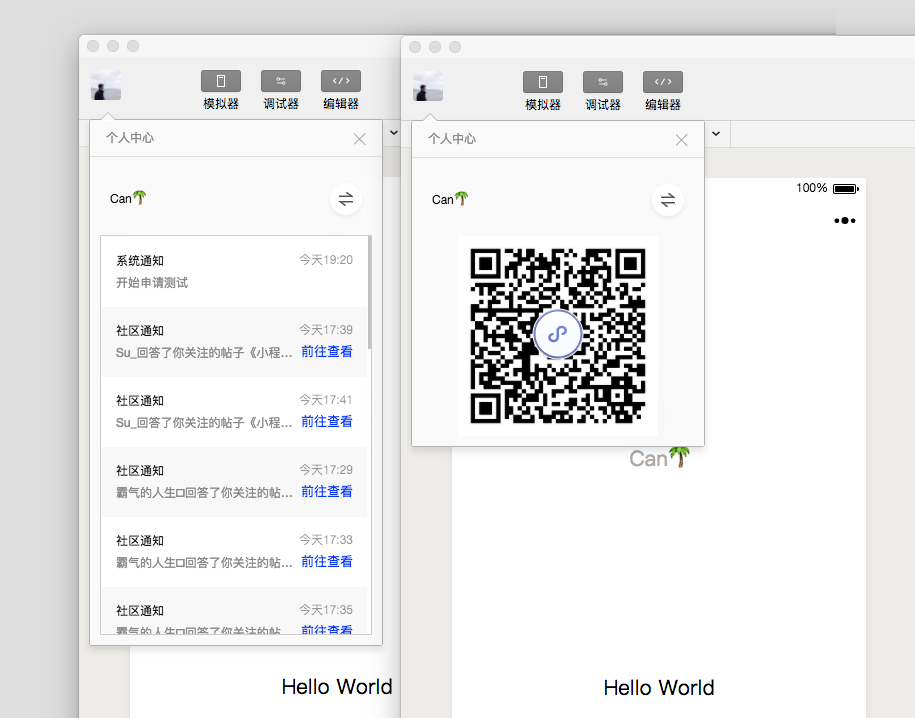 模拟器 调试器 编辑器
个人中心
Can🌴
系统通知 今天19:20
开始申请测试
社区通知 今天17:39
Su_回答了你关注的帖子《小程... 前往查看
社区通知 今天17:41
Su_回答了你关注的帖子《小程... 前往查看
社区通知 今天17:29
霸气的人生口回答了你关注的帖... 前往查看
社区通知 今天17:33
霸气的人生口回答了你关注的帖... 前往查看
社区通知 今天17:35
霸气的人生口回答了你关注的帖... 前往查看
Hello World
模拟器 调试器 编辑器
个人中心
Can🌴
100%
Can🌴
Hello World